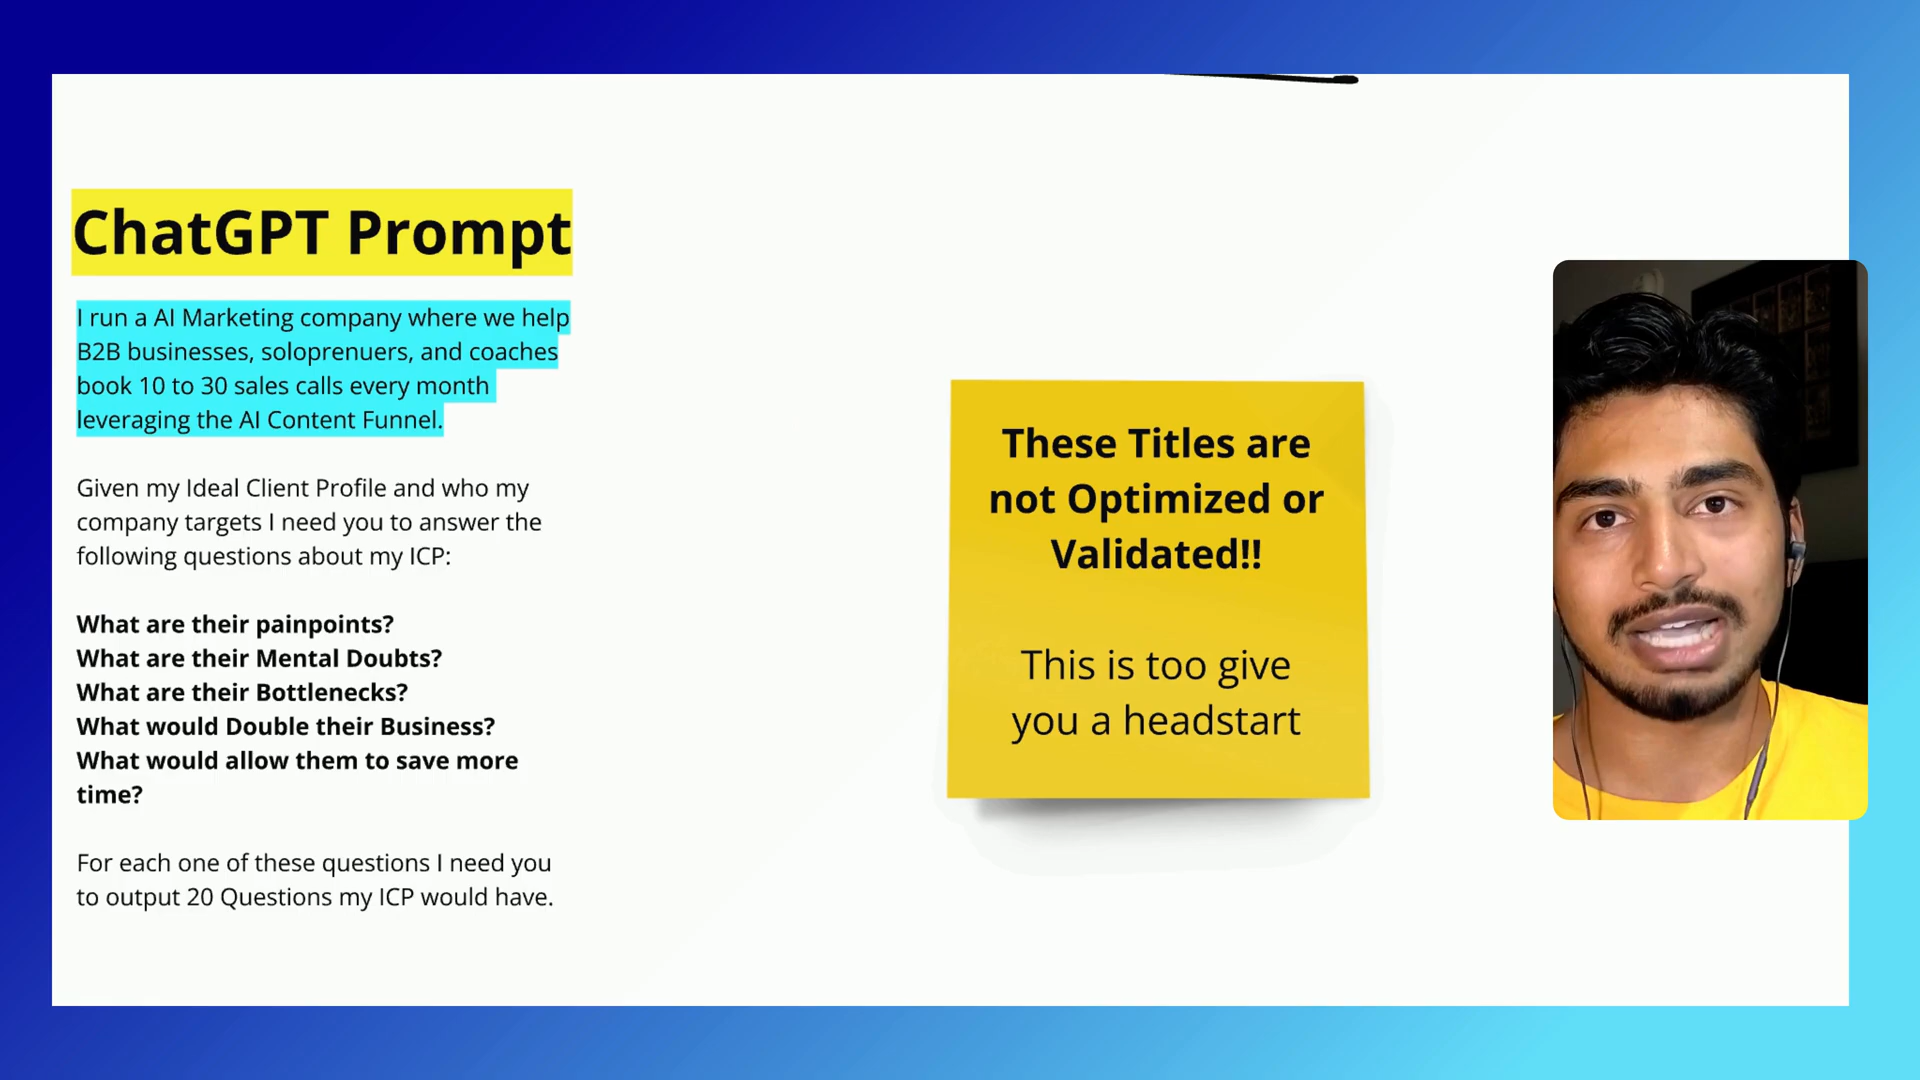 ChatGPT Prompt
I run a AI Marketing company where we help
B2B businesses, soloprenuers, and coaches
book 10 to 30 sales calls every month
leveraging the AI Content Funnel.
Given my Ideal Client Profile and who my
company targets I need you to answer the
following questions about my ICP:
What are their painpoints?
What are their Mental Doubts?
What are their Bottlenecks?
What would Double their Business?
What would allow them to save more
time?
For each one of these questions I need you
to output 20 Questions my ICP would have.
These Titles are
not Optimized or
Validated!!
This is too give
you a headstart